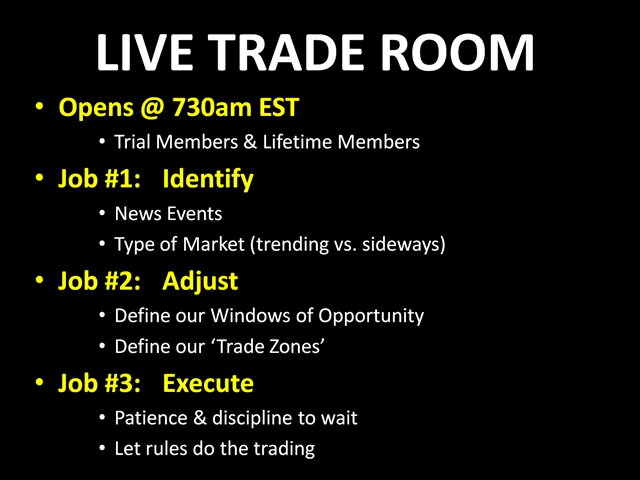 LIVE TRADE ROOM
• Opens @ 730am EST
• Trial Members & Lifetime Members
• Job #1: Identify
• News Events
• Type of Market (trending vs. sideways)
• Job #2: Adjust
• Define our Windows of Opportunity
• Define our ‘Trade Zones’
• Job #3: Execute
• Patience & discipline to wait
• Let rules do the trading